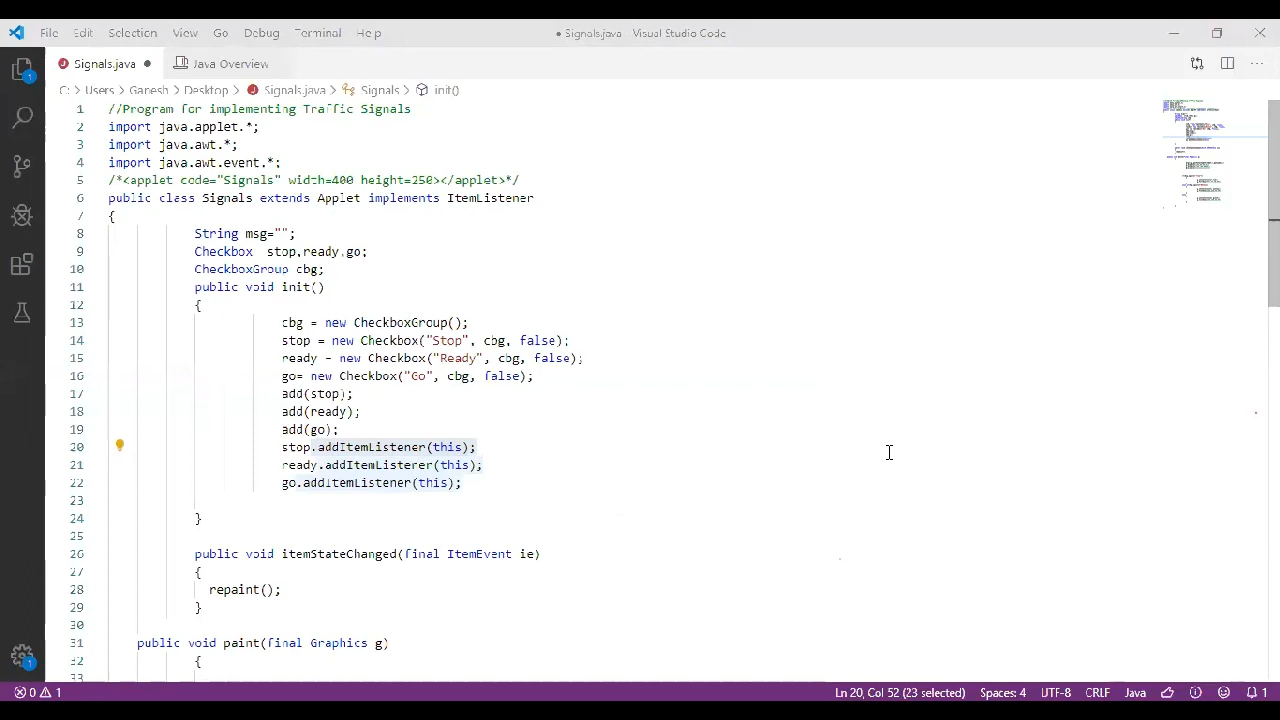 File Edit Selection View Go Debug Terminal Help
● Signals.java - Visual Studio Code
Signals.java ●
Java Overview
C: > Users > Ganesh > Desktop > Signals.java > Signals > init()
1 //Program for implementing Traffic Signals
2 import java.applet.*;
3 import java.awt.*;
4 import java.awt.event.*;
5 /*<applet code="Signals" width=400 height=250></applet>*/
6 public class Signals extends Applet implements ItemListener
7 {
8 String msg="";
9 Checkbox stop,ready,go;
10 CheckboxGroup cbg;
11 public void init()
12 {
13 cbg = new CheckboxGroup();
14 stop = new Checkbox("Stop", cbg, false);
15 ready = new Checkbox("Ready", cbg, false);
16 go= new Checkbox("Go", cbg, false);
17 add(stop);
18 add(ready);
19 add(go);
20 stop.addItemListener(this);
21 ready.addItemListener(this);
22 go.addItemListener(this);
23
24 }
25
26 public void itemStateChanged(final ItemEvent ie)
27 {
28 repaint();
29 }
30
31 public void paint(final Graphics g)
32 {
33
0 1 Ln 20, Col 52 (23 selected) Spaces: 4 UTF-8 CRLF Java 1